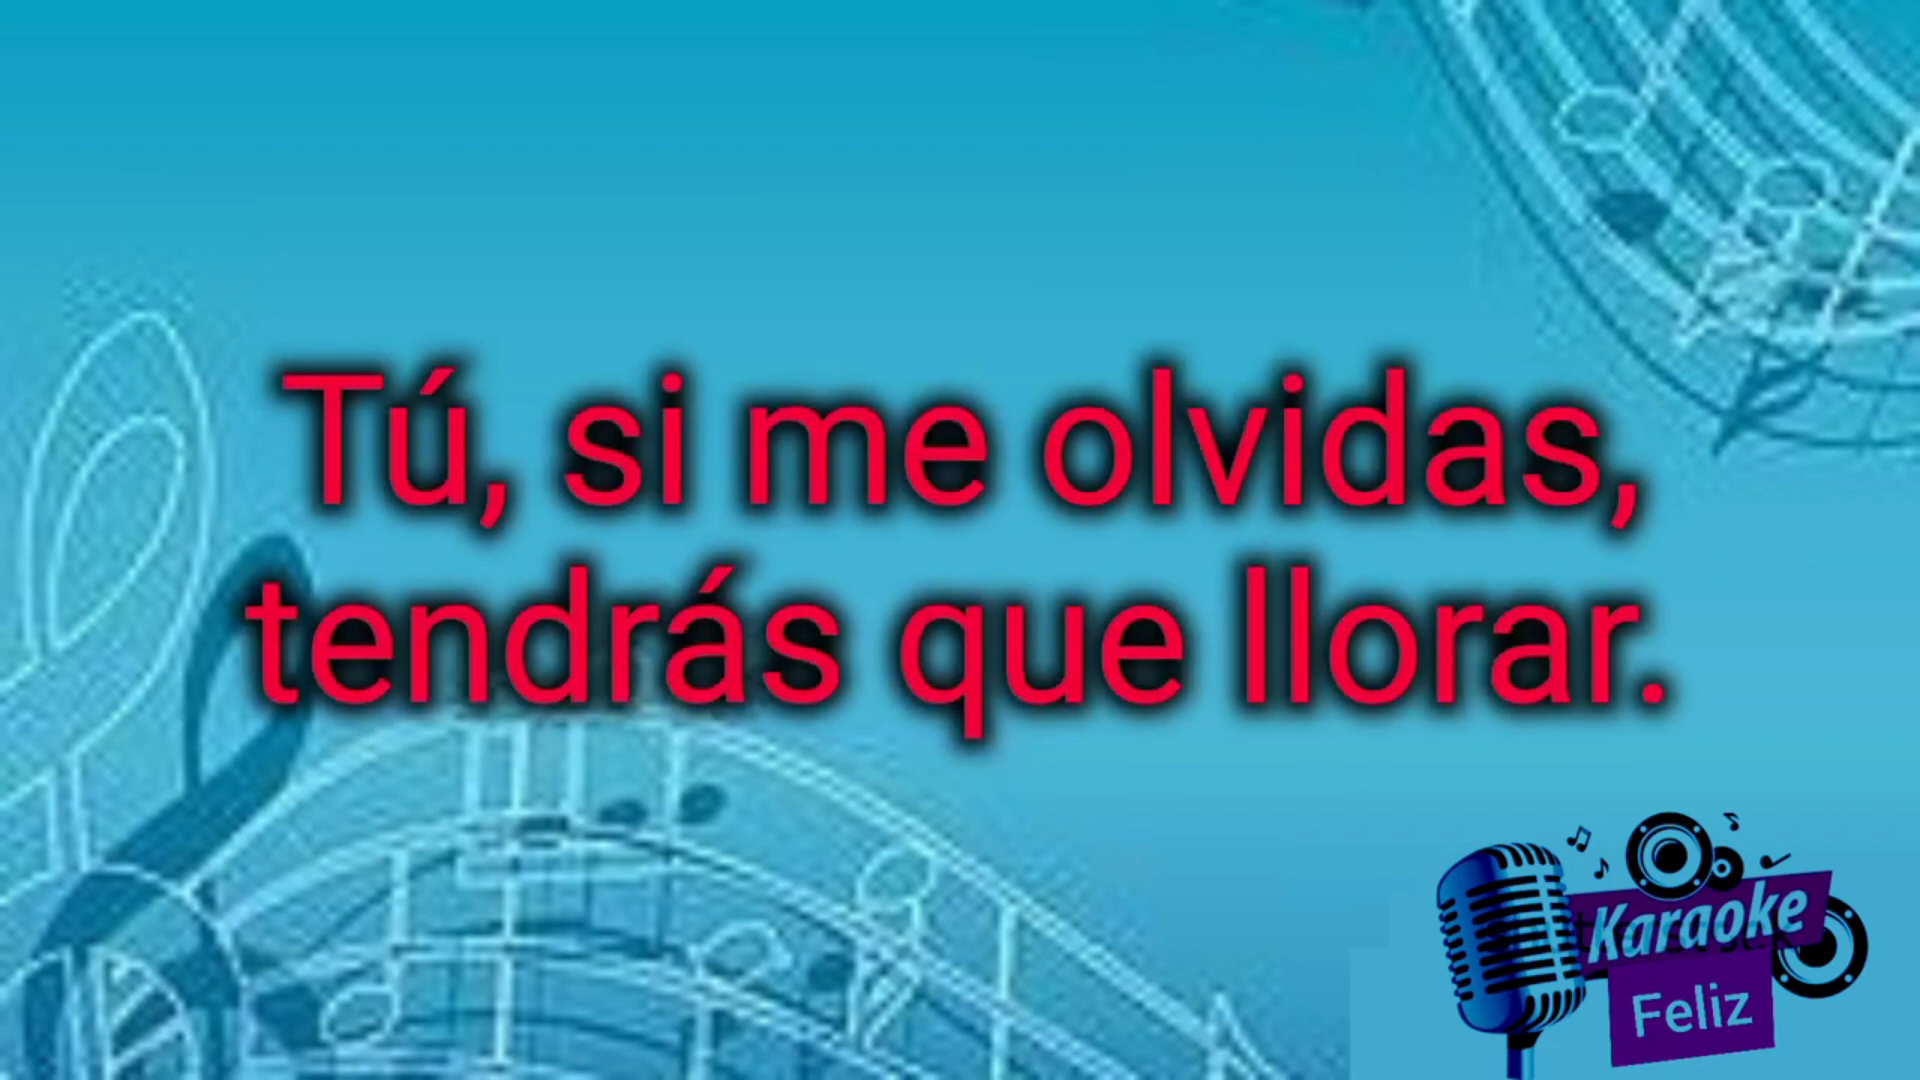 Tú, si me olvidas,
tendrás que llorar.
Karaoke
Feliz